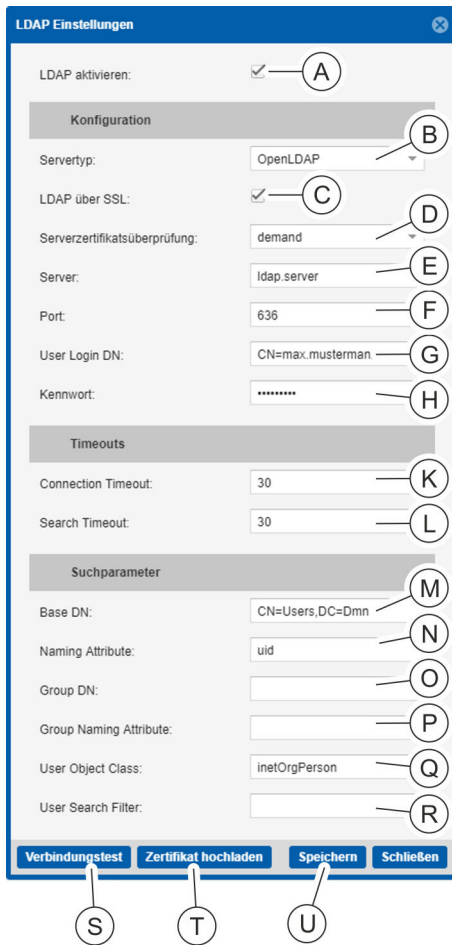 LDAP Einstellungen
LDAP aktivieren: A
Konfiguration
Servertyp: OpenLDAP B
LDAP über SSL: C
Serverzertifikatsüberprüfung: demand D
Server: ldap.server E
Port: 636 F
User Login DN: CN=max.musterman. G
Kennwort: ••••••••• H
Timeouts
Connection Timeout: 30 K
Search Timeout: 30 L
Suchparameter
Base DN: CN=Users,DC=Dmn M
Naming Attribute: uid N
Group DN: O
Group Naming Attribute: P
User Object Class: inetOrgPerson Q
User Search Filter: R
Verbindungstest Zertifikat hochladen Speichern Schließen
S T U